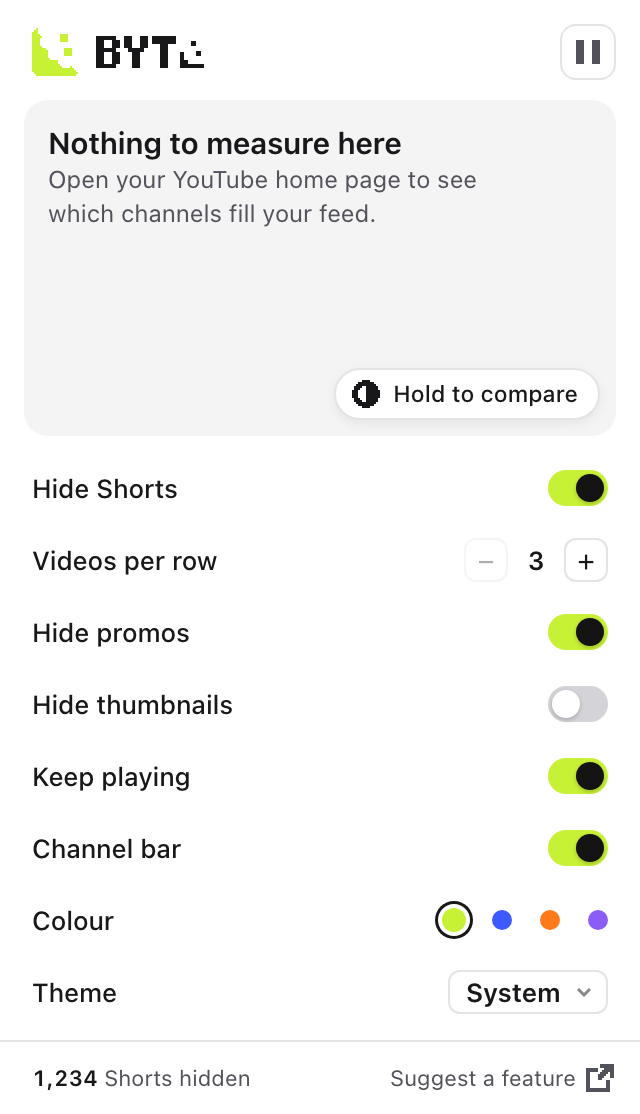 BYTE
Nothing to measure here
Open your YouTube home page to see
which channels fill your feed.
Hold to compare
Hide Shorts
Videos per row − 3 +
Hide promos
Hide thumbnails
Keep playing
Channel bar
Colour
Theme System
1,234 Shorts hidden Suggest a feature